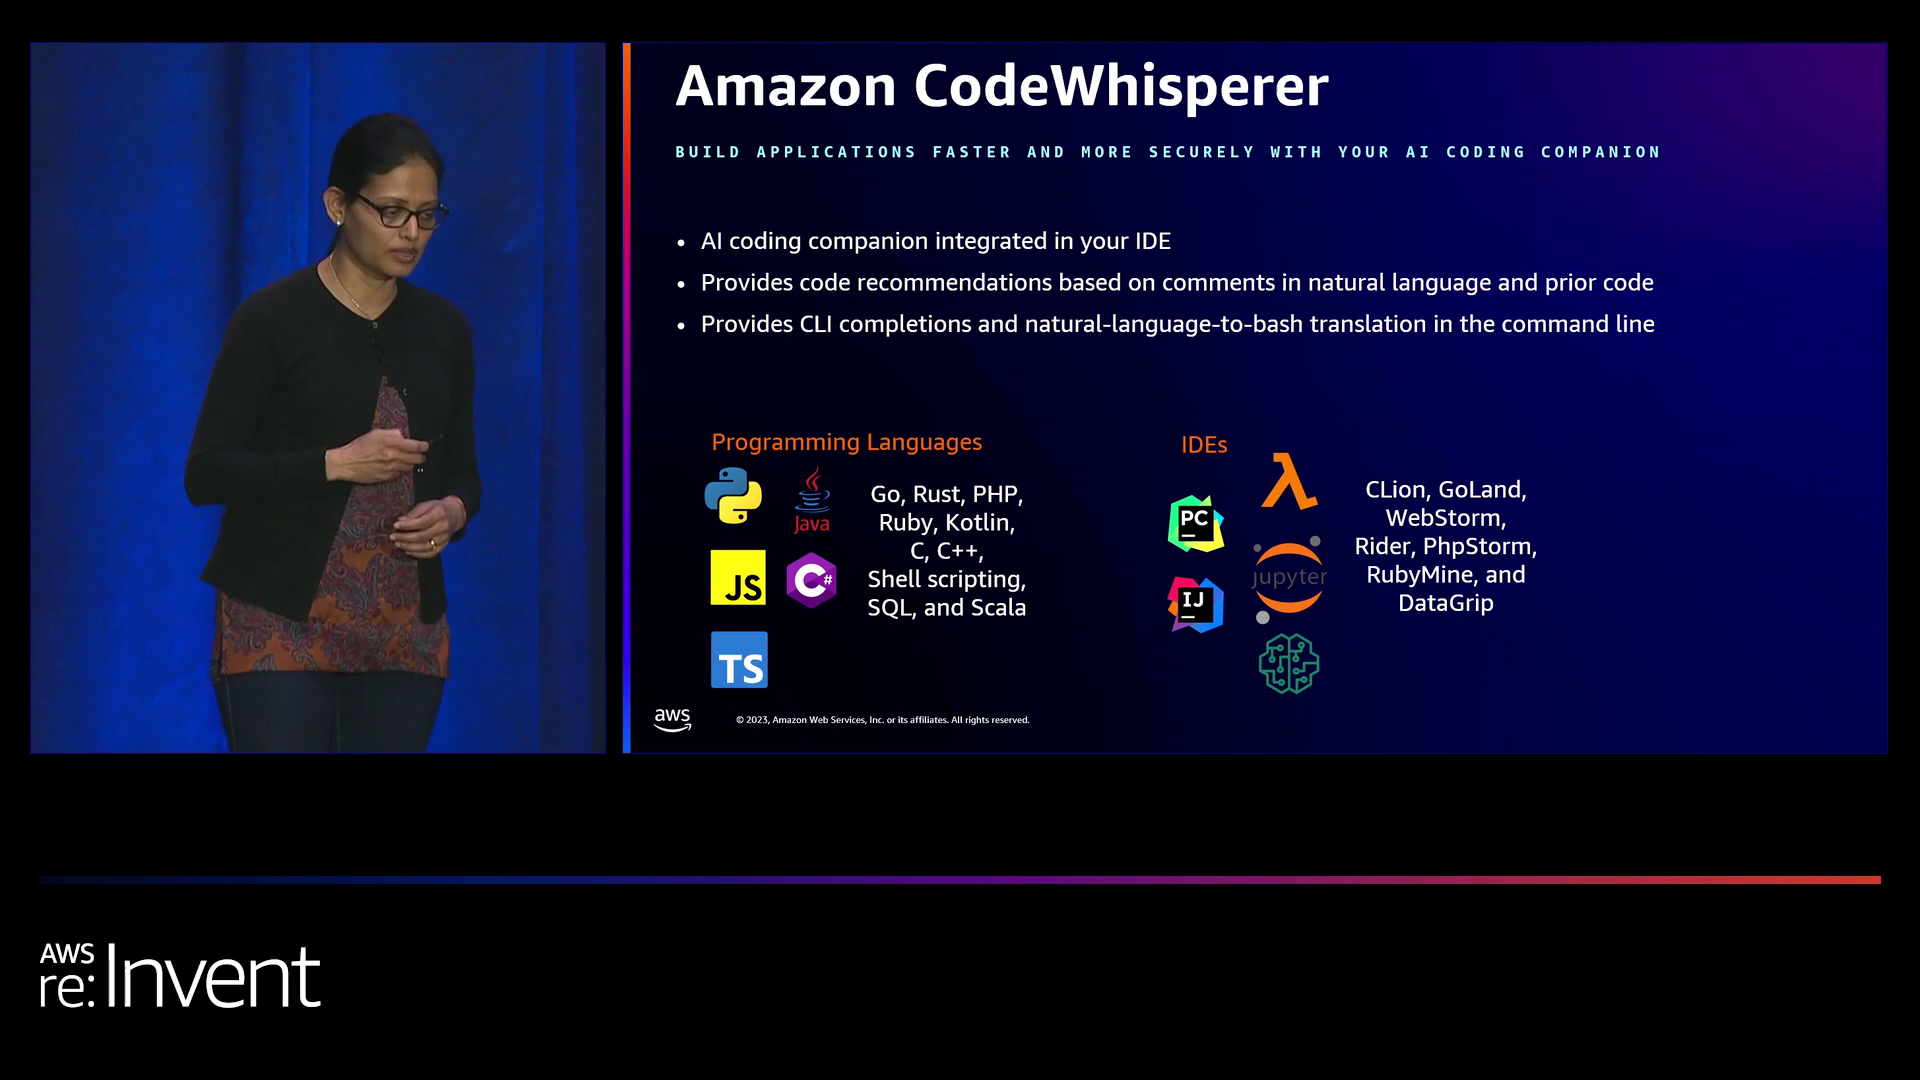 Amazon CodeWhisperer
BUILD APPLICATIONS FASTER AND MORE SECURELY WITH YOUR AI CODING COMPANION
• AI coding companion integrated in your IDE
• Provides code recommendations based on comments in natural language and prior code
• Provides CLI completions and natural-language-to-bash translation in the command line
Programming Languages
Java
JS
C#
TS
Go, Rust, PHP,
Ruby, Kotlin,
C, C++,
Shell scripting,
SQL, and Scala
IDEs
PC
IJ
λ
jupyter
CLion, GoLand,
WebStorm,
Rider, PhpStorm,
RubyMine, and
DataGrip
aws
© 2023, Amazon Web Services, Inc. or its affiliates. All rights reserved.
AWS
re:Invent